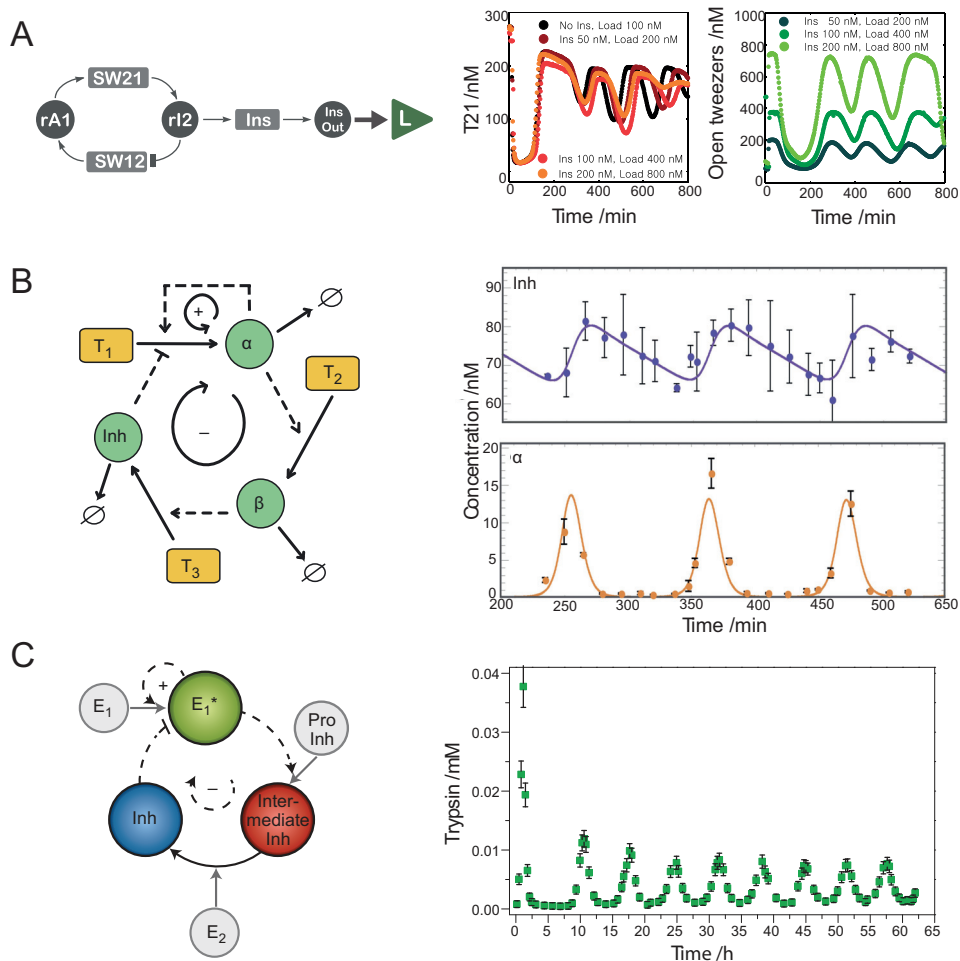 A
SW21
rA1
rI2
Ins
Ins
Out
L
SW12
T21 /nM
300
200
100
0
No Ins, Load 100 nM
Ins 50 nM, Load 200 nM
Ins 100 nM, Load 400 nM
Ins 200 nM, Load 800 nM
0 200 400 600 800
Time /min
Open tweezers /nM
1000
800
600
400
200
0
Ins 50 nM, Load 200 nM
Ins 100 nM, Load 400 nM
Ins 200 nM, Load 800 nM
0 200 400 600 800
Time /min
B
T1
+
α
∅
T2
Inh
−
∅
β
T3
∅
Concentration /nM
Inh
90
80
70
60
α
20
15
10
5
0
200 250 300 350 400 450 500 550 600 650
Time /min
C
+
E1
E1*
Pro
Inh
−
Inh
Inter-
mediate
Inh
E2
Trypsin /mM
0.04
0.03
0.02
0.01
0.00
0 5 10 15 20 25 30 35 40 45 50 55 60 65
Time /h